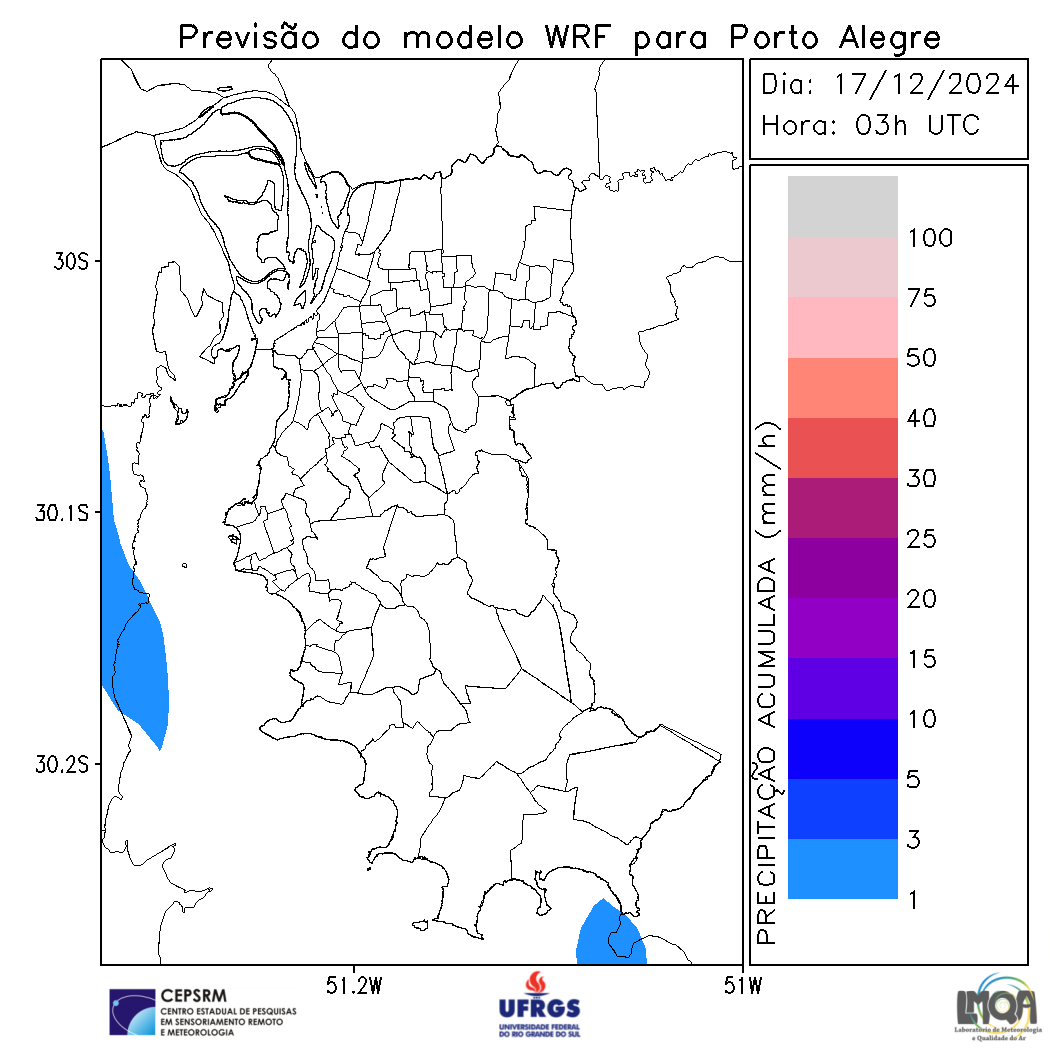 Previsão do modelo WRF para Porto Alegre
Dia: 17/12/2024
Hora: 03h UTC
30S
30.1S
30.2S
51.2W
51W
PRECIPITAÇÃO ACUMULADA (mm/h)
100
75
50
40
30
25
20
15
10
5
3
1
CEPSRM
CENTRO ESTADUAL DE PESQUISAS
EM SENSORIAMENTO REMOTO
E METEOROLOGIA
UFRGS
UNIVERSIDADE FEDERAL
DO RIO GRANDE DO SUL
LMQA
Laboratório de Meteorologia
e Qualidade do Ar